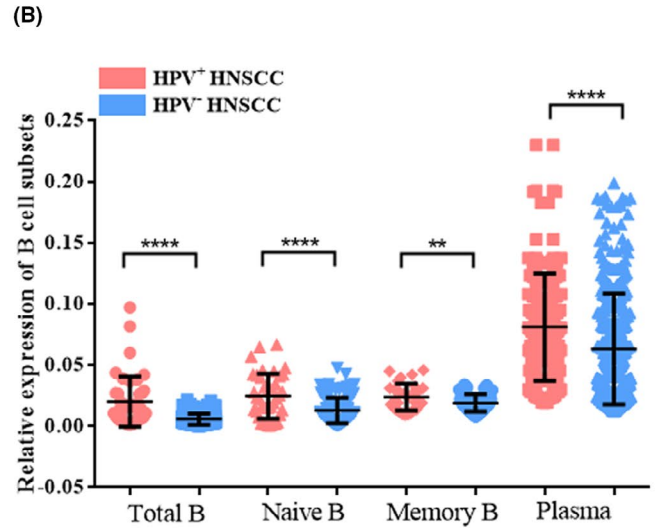 (B)
HPV⁺ HNSCC
HPV⁻ HNSCC
Relative expression of B cell subsets
0.25
0.20
0.15
0.10
0.05
0.00
-0.05
****
****
**
****
Total B
Naive B
Memory B
Plasma